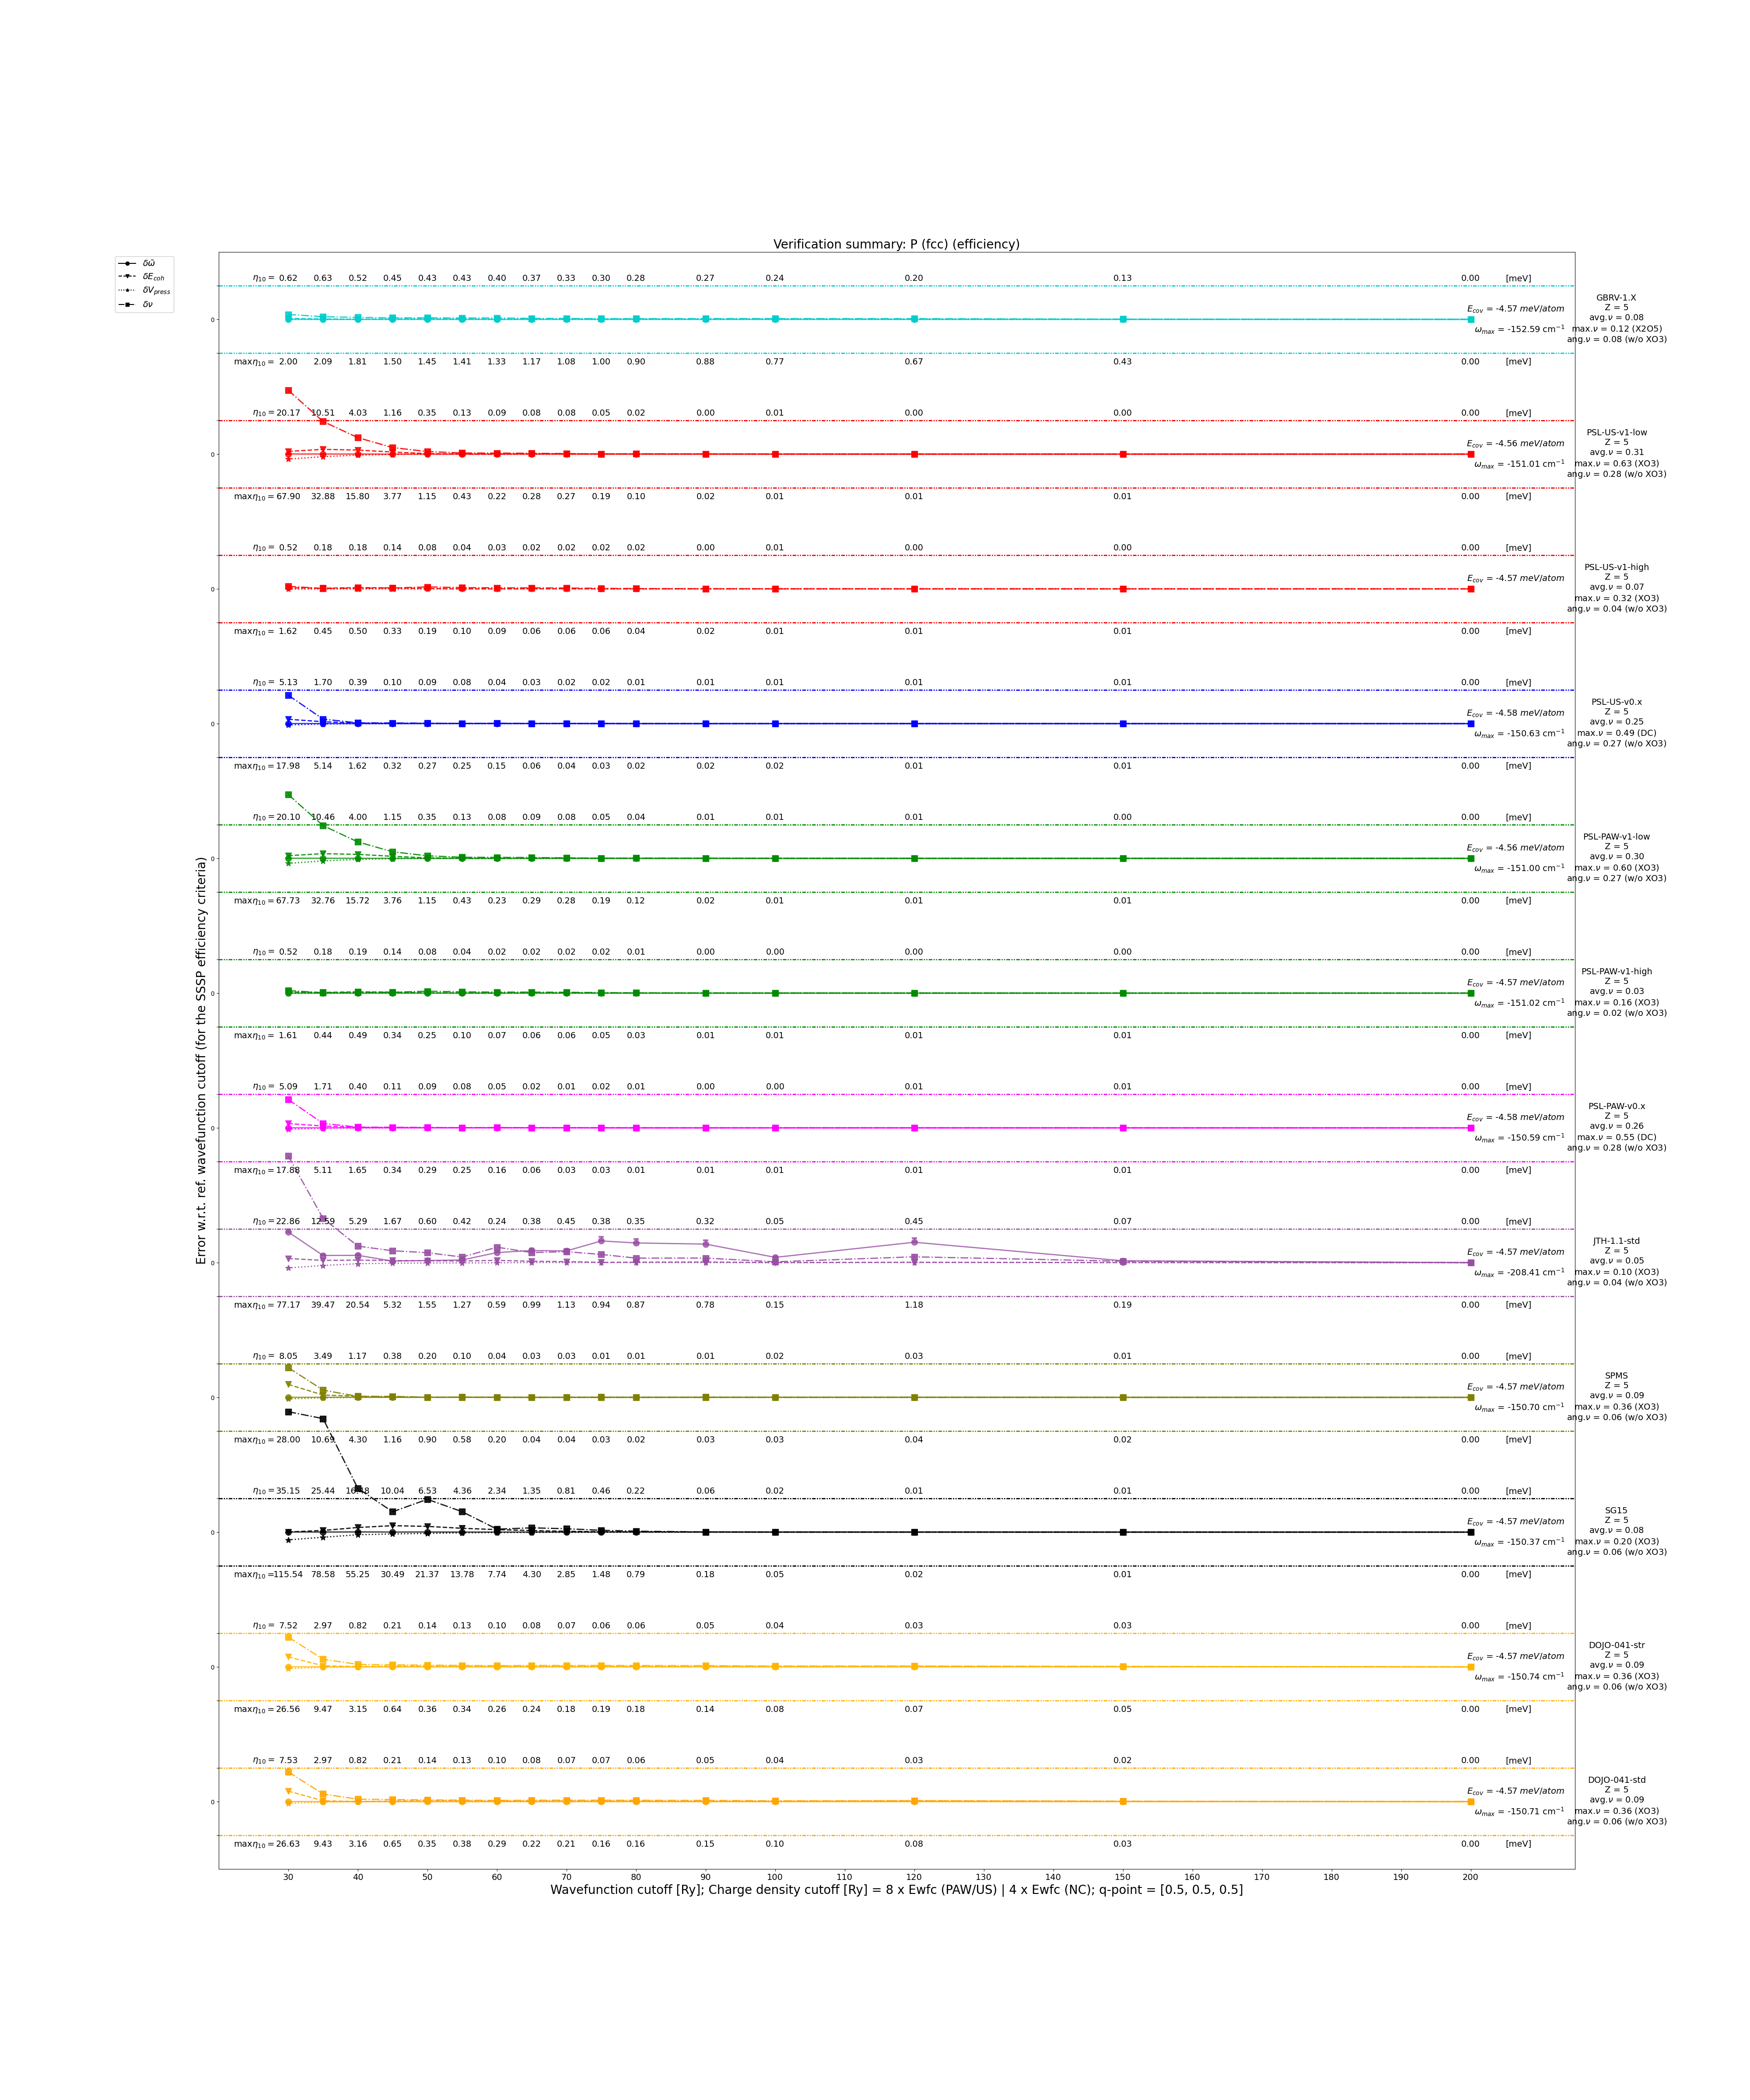 Verification summary: P (fcc) (efficiency)
δω̃
δE_coh
δV_press
δν
Error w.r.t. ref. wavefunction cutoff (for the SSSP efficiency criteria)
η₁₀ = 0.62 0.63 0.52 0.45 0.43 0.43 0.40 0.37 0.33 0.30 0.28 0.27 0.24 0.20 0.13 0.00 [meV]
0
E_cov = -4.57 meV/atom
ω_max = -152.59 cm⁻¹
GBRV-1.X
Z = 5
avg.ν = 0.08
max.ν = 0.12 (X2O5)
ang.ν = 0.08 (w/o XO3)
maxη₁₀ = 2.00 2.09 1.81 1.50 1.45 1.41 1.33 1.17 1.08 1.00 0.90 0.88 0.77 0.67 0.43 0.00 [meV]
η₁₀ = 20.17 10.51 4.03 1.16 0.35 0.13 0.09 0.08 0.08 0.05 0.02 0.00 0.01 0.00 0.00 0.00 [meV]
0
E_cov = -4.56 meV/atom
ω_max = -151.01 cm⁻¹
PSL-US-v1-low
Z = 5
avg.ν = 0.31
max.ν = 0.63 (XO3)
ang.ν = 0.28 (w/o XO3)
maxη₁₀ = 67.90 32.88 15.80 3.77 1.15 0.43 0.22 0.28 0.27 0.19 0.10 0.02 0.01 0.01 0.01 0.00 [meV]
η₁₀ = 0.52 0.18 0.18 0.14 0.08 0.04 0.03 0.02 0.02 0.02 0.02 0.00 0.01 0.00 0.00 0.00 [meV]
0
E_cov = -4.57 meV/atom
PSL-US-v1-high
Z = 5
avg.ν = 0.07
max.ν = 0.32 (XO3)
ang.ν = 0.04 (w/o XO3)
maxη₁₀ = 1.62 0.45 0.50 0.33 0.19 0.10 0.09 0.06 0.06 0.06 0.04 0.02 0.01 0.01 0.01 0.00 [meV]
η₁₀ = 5.13 1.70 0.39 0.10 0.09 0.08 0.04 0.03 0.02 0.02 0.01 0.01 0.01 0.01 0.01 0.00 [meV]
0
E_cov = -4.58 meV/atom
ω_max = -150.63 cm⁻¹
PSL-US-v0.x
Z = 5
avg.ν = 0.25
max.ν = 0.49 (DC)
ang.ν = 0.27 (w/o XO3)
maxη₁₀ = 17.98 5.14 1.62 0.32 0.27 0.25 0.15 0.06 0.04 0.03 0.02 0.02 0.02 0.01 0.01 0.00 [meV]
η₁₀ = 20.10 10.46 4.00 1.15 0.35 0.13 0.08 0.09 0.08 0.05 0.04 0.01 0.01 0.01 0.00 0.00 [meV]
0
E_cov = -4.56 meV/atom
ω_max = -151.00 cm⁻¹
PSL-PAW-v1-low
Z = 5
avg.ν = 0.30
max.ν = 0.60 (XO3)
ang.ν = 0.27 (w/o XO3)
maxη₁₀ = 67.73 32.76 15.72 3.76 1.15 0.43 0.23 0.29 0.28 0.19 0.12 0.02 0.01 0.01 0.01 0.00 [meV]
η₁₀ = 0.52 0.18 0.19 0.14 0.08 0.04 0.02 0.02 0.02 0.02 0.01 0.00 0.00 0.00 0.00 0.00 [meV]
0
E_cov = -4.57 meV/atom
ω_max = -151.02 cm⁻¹
PSL-PAW-v1-high
Z = 5
avg.ν = 0.03
max.ν = 0.16 (XO3)
ang.ν = 0.02 (w/o XO3)
maxη₁₀ = 1.61 0.44 0.49 0.34 0.25 0.10 0.07 0.06 0.06 0.05 0.03 0.01 0.01 0.01 0.01 0.00 [meV]
η₁₀ = 5.09 1.71 0.40 0.11 0.09 0.08 0.05 0.02 0.01 0.02 0.01 0.00 0.00 0.01 0.01 0.00 [meV]
0
E_cov = -4.58 meV/atom
ω_max = -150.59 cm⁻¹
PSL-PAW-v0.x
Z = 5
avg.ν = 0.26
max.ν = 0.55 (DC)
ang.ν = 0.28 (w/o XO3)
maxη₁₀ = 17.88 5.11 1.65 0.34 0.29 0.25 0.16 0.06 0.03 0.03 0.01 0.01 0.01 0.01 0.01 0.00 [meV]
η₁₀ = 22.86 12.59 5.29 1.67 0.60 0.42 0.24 0.38 0.45 0.38 0.35 0.32 0.05 0.45 0.07 0.00 [meV]
0
E_cov = -4.57 meV/atom
ω_max = -208.41 cm⁻¹
JTH-1.1-std
Z = 5
avg.ν = 0.05
max.ν = 0.10 (XO3)
ang.ν = 0.04 (w/o XO3)
maxη₁₀ = 77.17 39.47 20.54 5.32 1.55 1.27 0.59 0.99 1.13 0.94 0.87 0.78 0.15 1.18 0.19 0.00 [meV]
η₁₀ = 8.05 3.49 1.17 0.38 0.20 0.10 0.04 0.03 0.03 0.01 0.01 0.01 0.02 0.03 0.01 0.00 [meV]
0
E_cov = -4.57 meV/atom
ω_max = -150.70 cm⁻¹
SPMS
Z = 5
avg.ν = 0.09
max.ν = 0.36 (XO3)
ang.ν = 0.06 (w/o XO3)
maxη₁₀ = 28.00 10.69 4.30 1.16 0.90 0.58 0.20 0.04 0.04 0.03 0.02 0.03 0.03 0.04 0.02 0.00 [meV]
η₁₀ = 35.15 25.44 10.04 6.53 4.36 2.34 1.35 0.81 0.46 0.22 0.06 0.02 0.01 0.01 0.00 [meV]
0
E_cov = -4.57 meV/atom
ω_max = -150.37 cm⁻¹
SG15
Z = 5
avg.ν = 0.08
max.ν = 0.20 (XO3)
ang.ν = 0.06 (w/o XO3)
maxη₁₀ = 115.54 78.58 55.25 30.49 21.37 13.78 7.74 4.30 2.85 1.48 0.79 0.18 0.05 0.02 0.01 0.00 [meV]
η₁₀ = 7.52 2.97 0.82 0.21 0.14 0.13 0.10 0.08 0.07 0.06 0.06 0.05 0.04 0.03 0.03 0.00 [meV]
0
E_cov = -4.57 meV/atom
ω_max = -150.74 cm⁻¹
DOJO-041-str
Z = 5
avg.ν = 0.09
max.ν = 0.36 (XO3)
ang.ν = 0.06 (w/o XO3)
maxη₁₀ = 26.56 9.47 3.15 0.64 0.36 0.34 0.26 0.24 0.18 0.19 0.18 0.14 0.08 0.07 0.05 0.00 [meV]
η₁₀ = 7.53 2.97 0.82 0.21 0.14 0.13 0.10 0.08 0.07 0.07 0.06 0.05 0.04 0.03 0.02 0.00 [meV]
0
E_cov = -4.57 meV/atom
ω_max = -150.71 cm⁻¹
DOJO-041-std
Z = 5
avg.ν = 0.09
max.ν = 0.36 (XO3)
ang.ν = 0.06 (w/o XO3)
maxη₁₀ = 26.63 9.43 3.16 0.65 0.35 0.38 0.29 0.22 0.21 0.16 0.16 0.15 0.10 0.08 0.03 0.00 [meV]
30 40 50 60 70 80 90 100 110 120 130 140 150 160 170 180 190 200
Wavefunction cutoff [Ry]; Charge density cutoff [Ry] = 8 x Ewfc (PAW/US) | 4 x Ewfc (NC); q-point = [0.5, 0.5, 0.5]